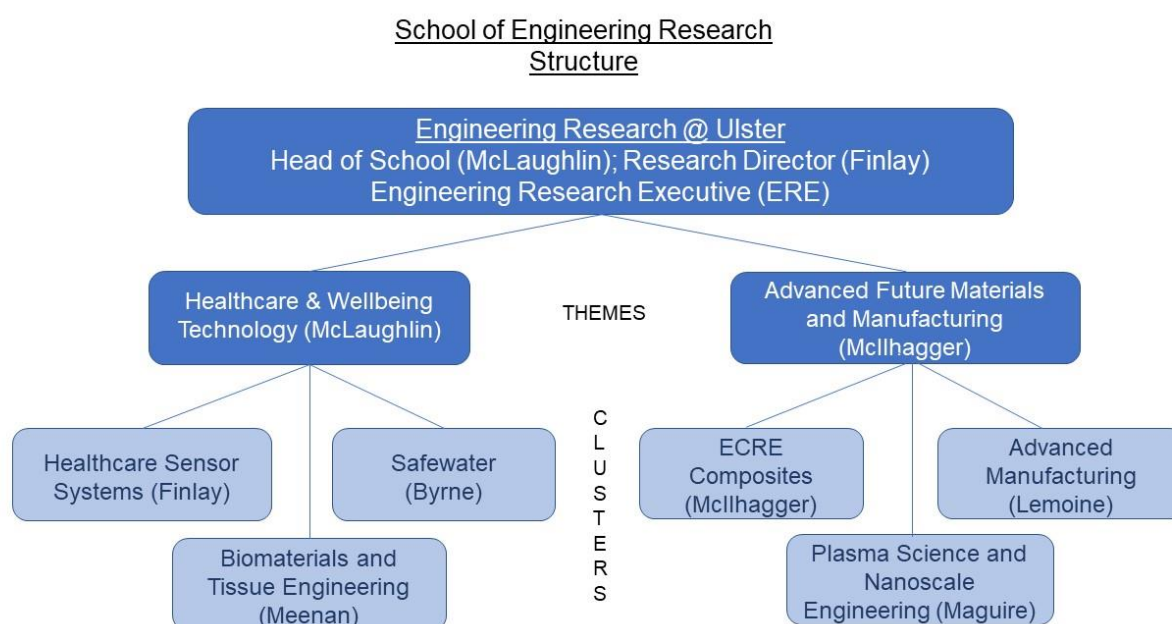 School of Engineering Research
Structure
Engineering Research @ Ulster
Head of School (McLaughlin); Research Director (Finlay)
Engineering Research Executive (ERE)
Healthcare & Wellbeing
Technology (McLaughlin)
THEMES
Advanced Future Materials
and Manufacturing
(McIlhagger)
Healthcare Sensor
Systems (Finlay)
Safewater
(Byrne)
Biomaterials and
Tissue Engineering
(Meenan)
CLUSTERS
ECRE
Composites
(McIlhagger)
Advanced
Manufacturing
(Lemoine)
Plasma Science and
Nanoscale
Engineering (Maguire)